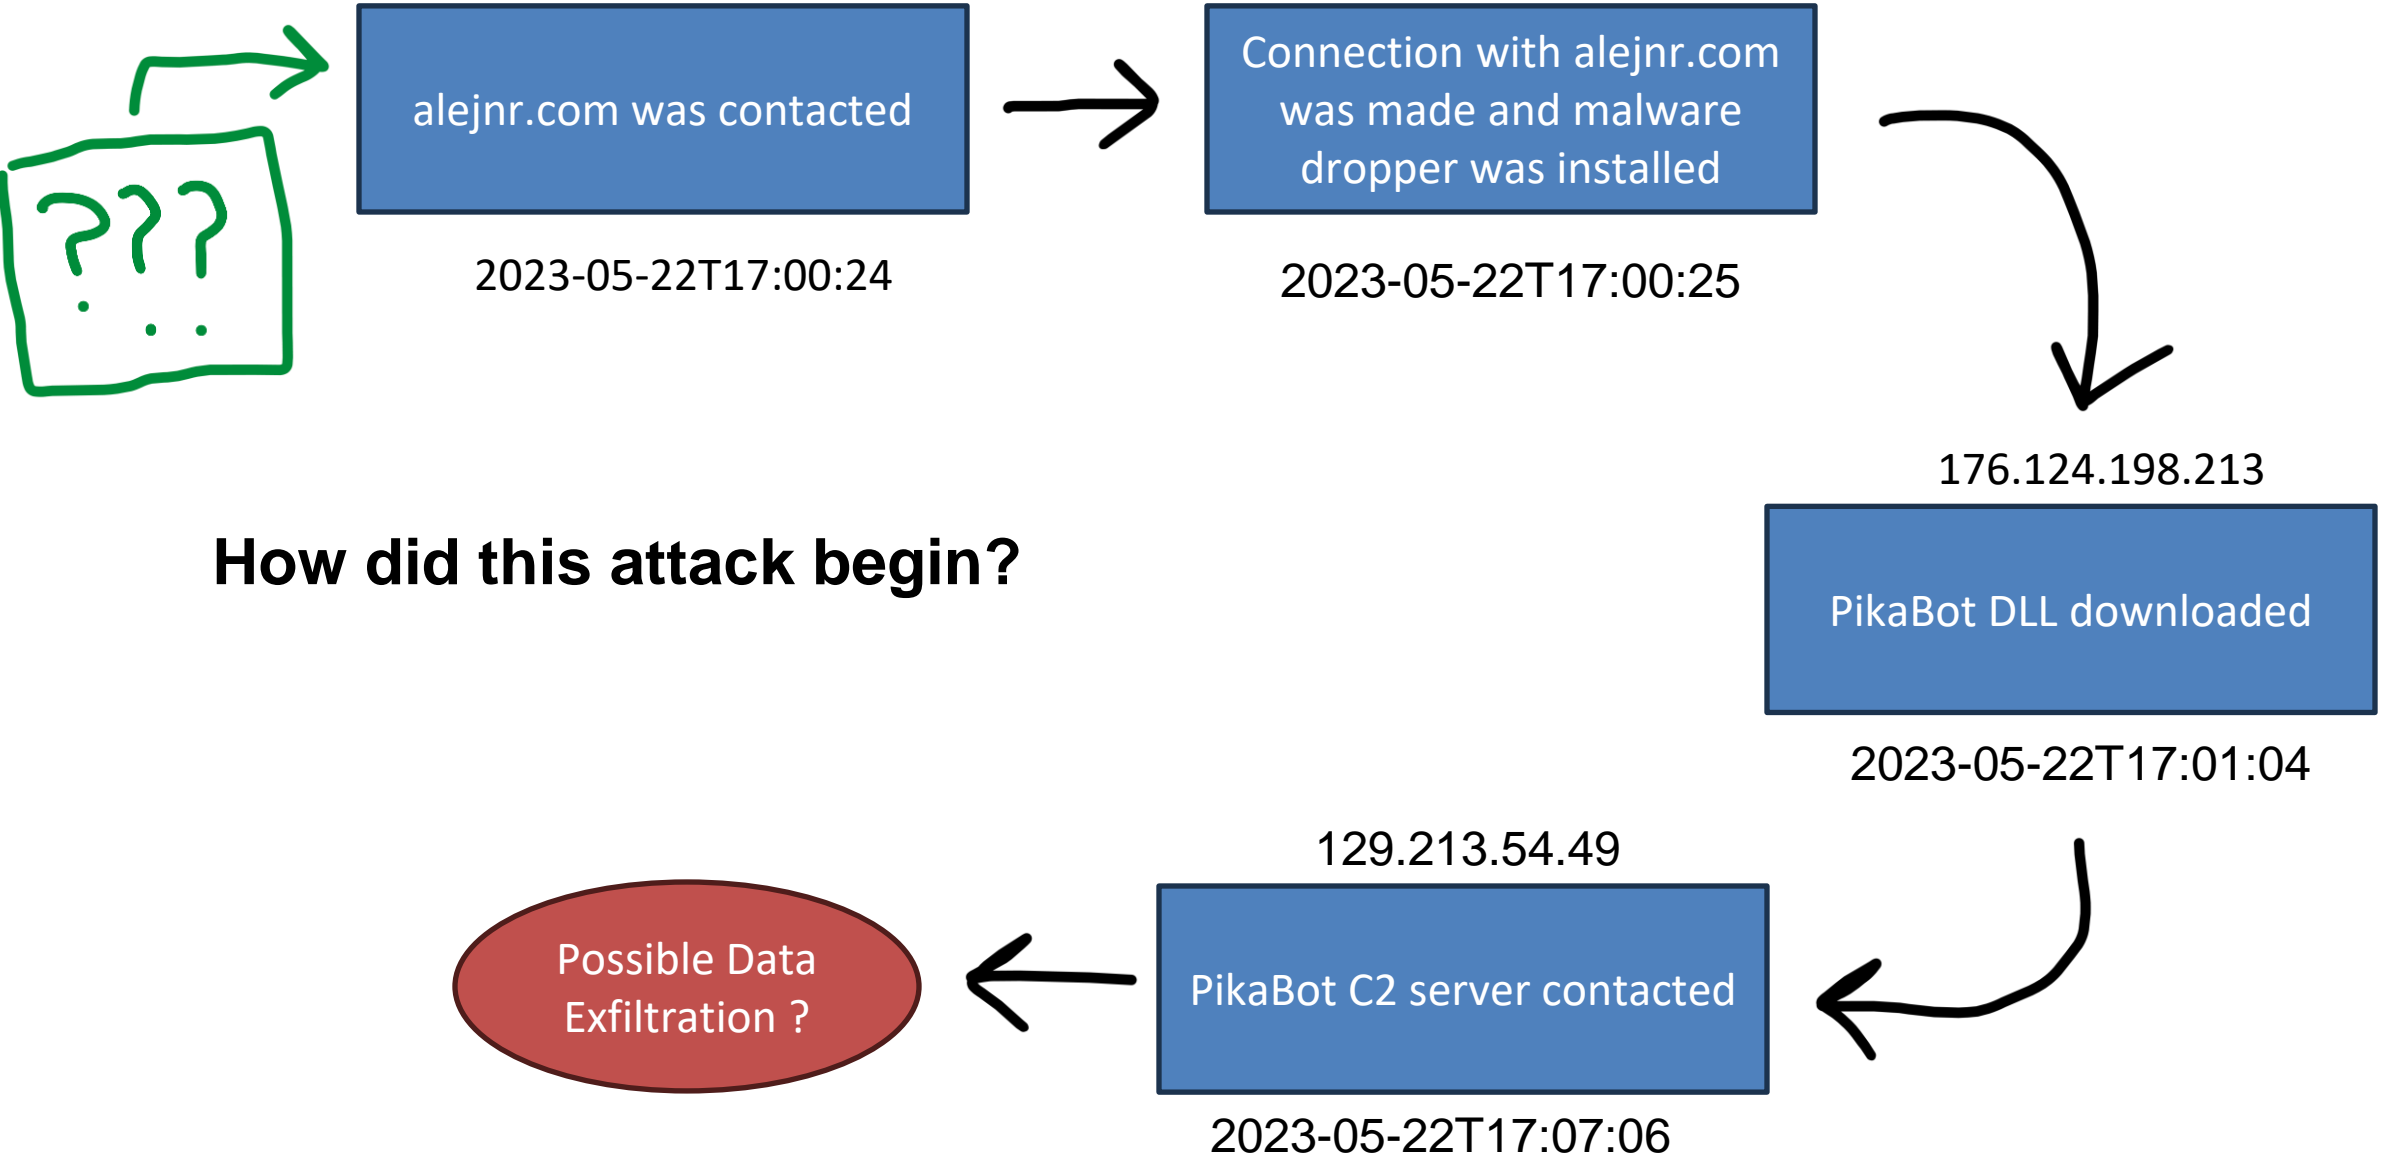 ???
alejnr.com was contacted
2023-05-22T17:00:24
Connection with alejnr.com
was made and malware
dropper was installed
2023-05-22T17:00:25
176.124.198.213
PikaBot DLL downloaded
2023-05-22T17:01:04
How did this attack begin?
129.213.54.49
PikaBot C2 server contacted
2023-05-22T17:07:06
Possible Data
Exfiltration ?